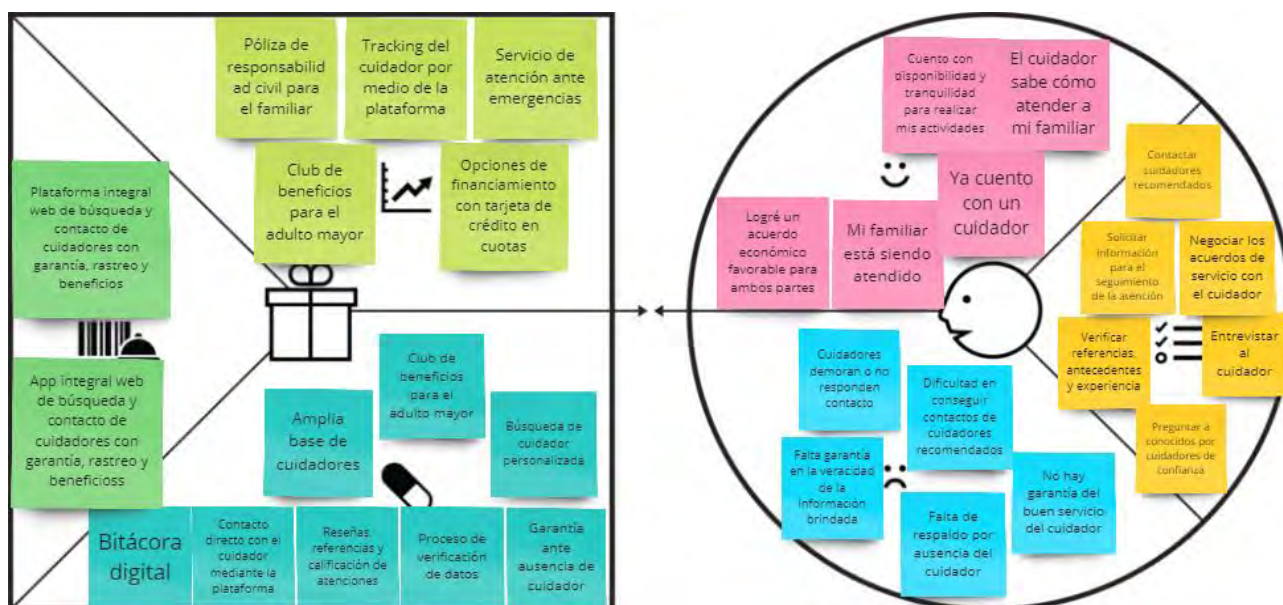 Póliza de
responsabilid
ad civil para
el familiar
Tracking del
cuidador por
medio de la
plataforma
Servicio de
atención ante
emergencias
Club de
beneficios
para el
adulto mayor
Opciones de
financiamiento
con tarjeta de
crédito en
cuotas
Plataforma integral
web de búsqueda y
contacto de
cuidadores con
garantía, rastreo y
beneficios
App integral web
de búsqueda y
contacto de
cuidadores con
garantía, rastreo y
beneficioss
Amplia
base de
cuidadores
Club de
beneficios
para el
adulto mayor
Búsqueda de
cuidador
personalizada
Bitácora
digital
Contacto
directo con el
cuidador
mediante la
plataforma
Reseñas,
referencias y
calificación de
atenciones
Proceso de
verificación
de datos
Garantía
ante
ausencia de
cuidador
Cuento con
disponibilidad y
tranquilidad
para realizar
mis actividades
El cuidador
sabe cómo
atender a
mi familiar
Ya cuento
con un
cuidador
Logré un
acuerdo
económico
favorable para
ambos partes
Mi familiar
está siendo
atendido
Contactar
cuidadores
recomendados
Solicitar
información
para el
seguimiento
de la atención
Negociar los
acuerdos de
servicio con
el cuidador
Verificar
referencias,
antecedentes
y experiencia
Entrevistar
al
cuidador
Preguntar a
conocidos por
cuidadores de
confianza
Cuidadores
demoran o no
responden
contacto
Dificultad en
conseguir
contactos de
cuidadores
recomendados
Falta garantía
en la veracidad
de la
información
brindada
Falta de
respaldo por
ausencia del
cuidador
No hay
garantía del
buen servicio
del cuidador